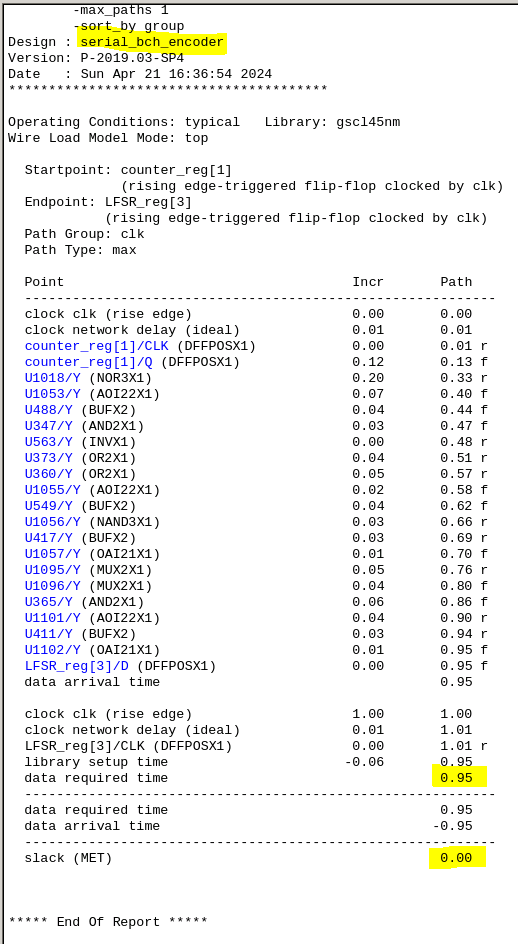 -max_paths 1
        -sort_by group
Design : serial_bch_encoder
Version: P-2019.03-SP4
Date   : Sun Apr 21 16:36:54 2024
****************************************

Operating Conditions: typical   Library: gscl45nm
Wire Load Model Mode: top

  Startpoint: counter_reg[1]
              (rising edge-triggered flip-flop clocked by clk)
  Endpoint: LFSR_reg[3]
            (rising edge-triggered flip-flop clocked by clk)
  Path Group: clk
  Path Type: max

  Point                                    Incr       Path
  -----------------------------------------------------------
  clock clk (rise edge)                    0.00       0.00
  clock network delay (ideal)              0.01       0.01
  counter_reg[1]/CLK (DFFPOSX1)            0.00       0.01 r
  counter_reg[1]/Q (DFFPOSX1)              0.12       0.13 f
  U1018/Y (NOR3X1)                         0.20       0.33 r
  U1053/Y (AOI22X1)                        0.07       0.40 f
  U488/Y (BUFX2)                           0.04       0.44 f
  U347/Y (AND2X1)                          0.03       0.47 f
  U563/Y (INVX1)                           0.00       0.48 r
  U373/Y (OR2X1)                           0.04       0.51 r
  U360/Y (OR2X1)                           0.05       0.57 r
  U1055/Y (AOI22X1)                        0.02       0.58 f
  U549/Y (BUFX2)                           0.04       0.62 f
  U1056/Y (NAND3X1)                        0.03       0.66 r
  U417/Y (BUFX2)                           0.03       0.69 r
  U1057/Y (OAI21X1)                        0.01       0.70 f
  U1095/Y (MUX2X1)                         0.05       0.76 r
  U1096/Y (MUX2X1)                         0.04       0.80 f
  U365/Y (AND2X1)                          0.06       0.86 f
  U1101/Y (AOI22X1)                        0.04       0.90 r
  U411/Y (BUFX2)                           0.03       0.94 r
  U1102/Y (OAI21X1)                        0.01       0.95 f
  LFSR_reg[3]/D (DFFPOSX1)                 0.00       0.95 f
  data arrival time                                   0.95

  clock clk (rise edge)                    1.00       1.00
  clock network delay (ideal)              0.01       1.01
  LFSR_reg[3]/CLK (DFFPOSX1)               0.00       1.01 r
  library setup time                      -0.06       0.95
  data required time                                  0.95
  -----------------------------------------------------------
  data required time                                  0.95
  data arrival time                                  -0.95
  -----------------------------------------------------------
  slack (MET)                                         0.00

***** End Of Report *****